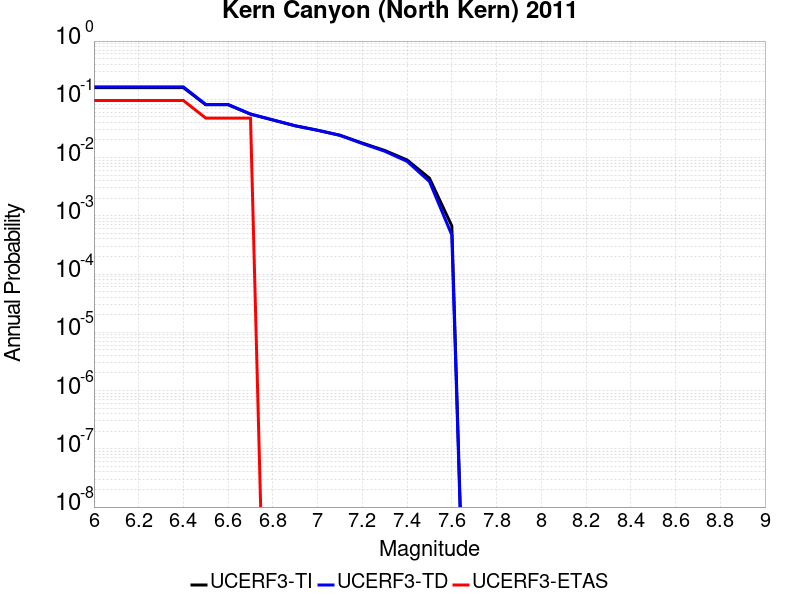 Kern Canyon (North Kern) 2011
10^0
10^-1
10^-2
10^-3
10^-4
10^-5
10^-6
10^-7
10^-8
Annual Probability
6 6.2 6.4 6.6 6.8 7 7.2 7.4 7.6 7.8 8 8.2 8.4 8.6 8.8 9
Magnitude
UCERF3-TI UCERF3-TD UCERF3-ETAS